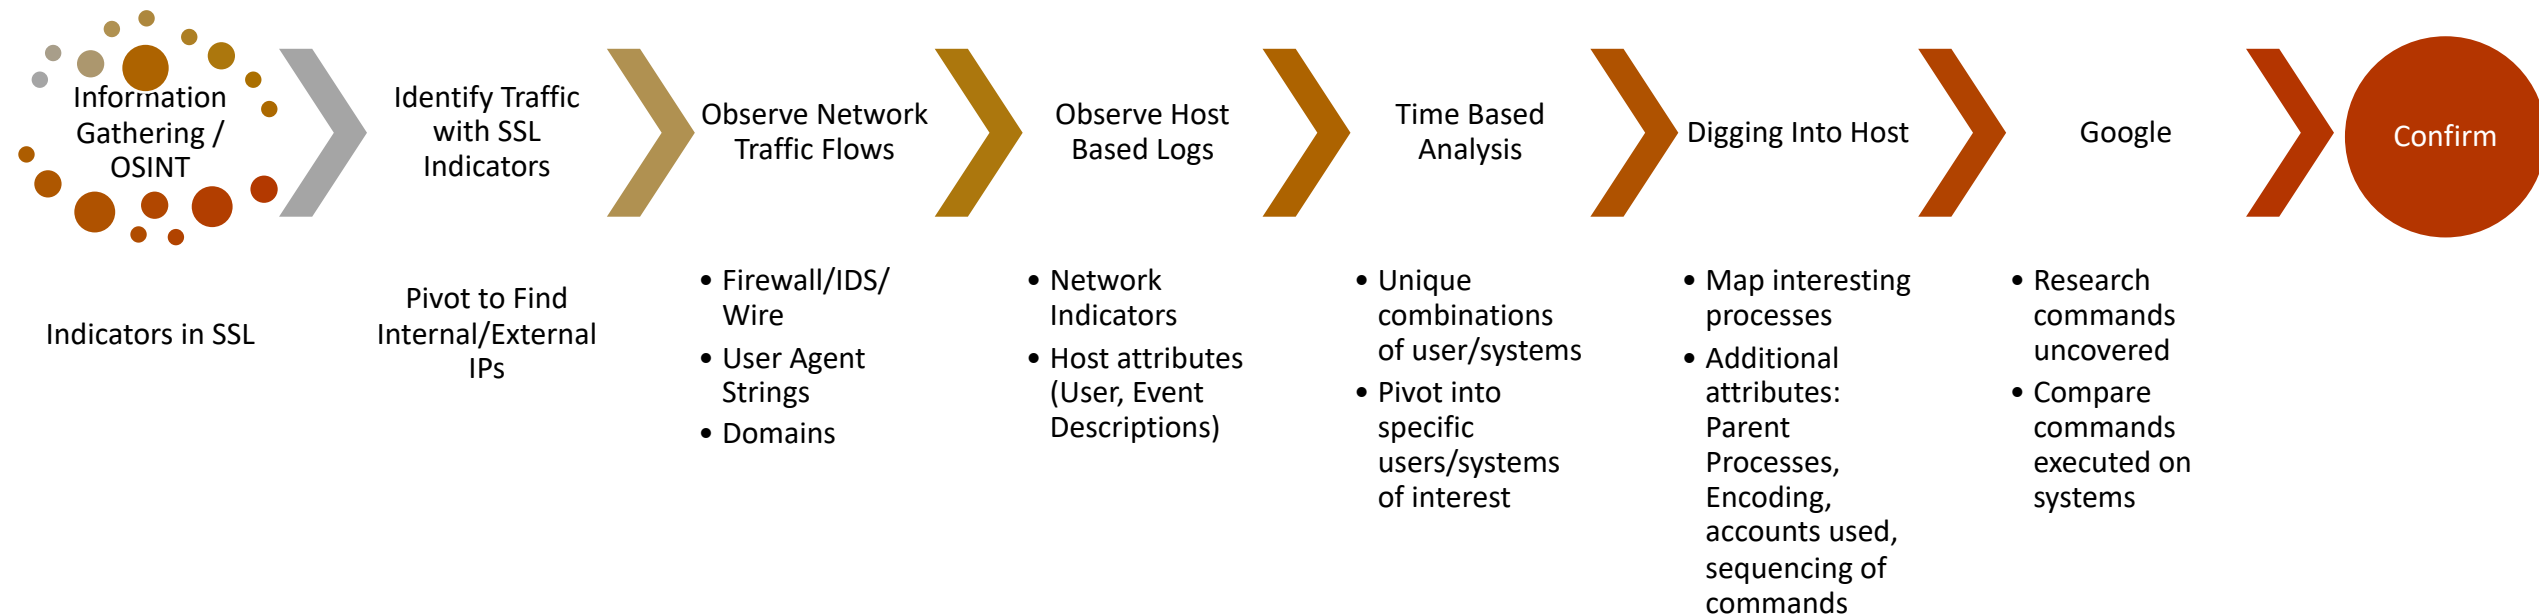 Information
Gathering /
OSINT
Identify Traffic
with SSL
Indicators
Observe Network
Traffic Flows
Observe Host
Based Logs
Time Based
Analysis
Digging Into Host
Google
Confirm
Indicators in SSL
Pivot to Find
Internal/External
IPs
• Firewall/IDS/
Wire
• User Agent
Strings
• Domains
• Network
Indicators
• Host attributes
(User, Event
Descriptions)
• Unique
combinations
of user/systems
• Pivot into
specific
users/systems
of interest
• Map interesting
processes
• Additional
attributes:
Parent
Processes,
Encoding,
accounts used,
sequencing of
commands
• Research
commands
uncovered
• Compare
commands
executed on
systems